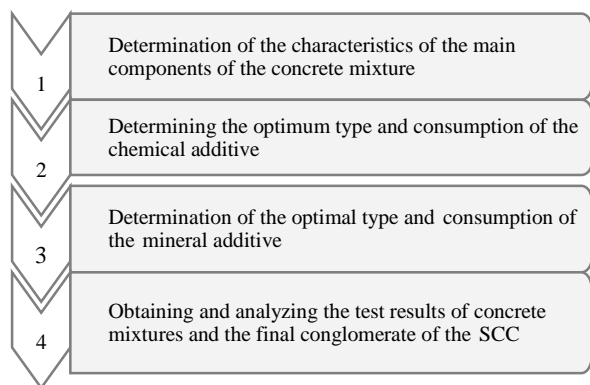 1
Determination of the characteristics of the main
components of the concrete mixture
2
Determining the optimum type and consumption of the
chemical additive
3
Determination of the optimal type and consumption of
the mineral additive
4
Obtaining and analyzing the test results of concrete
mixtures and the final conglomerate of the SCC